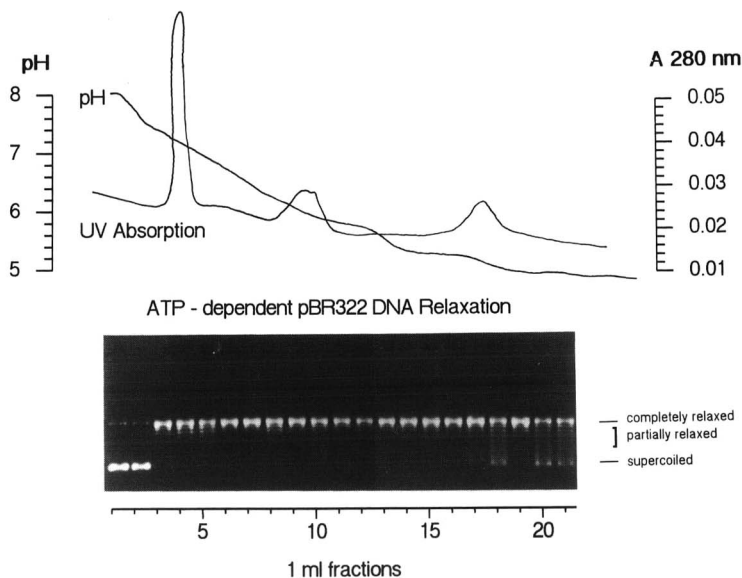 pH
A 280 nm
8
7
6
5
pH
UV Absorption
0.05
0.04
0.03
0.02
0.01
ATP - dependent pBR322 DNA Relaxation
completely relaxed
partially relaxed
supercoiled
5
10
15
20
1 ml fractions